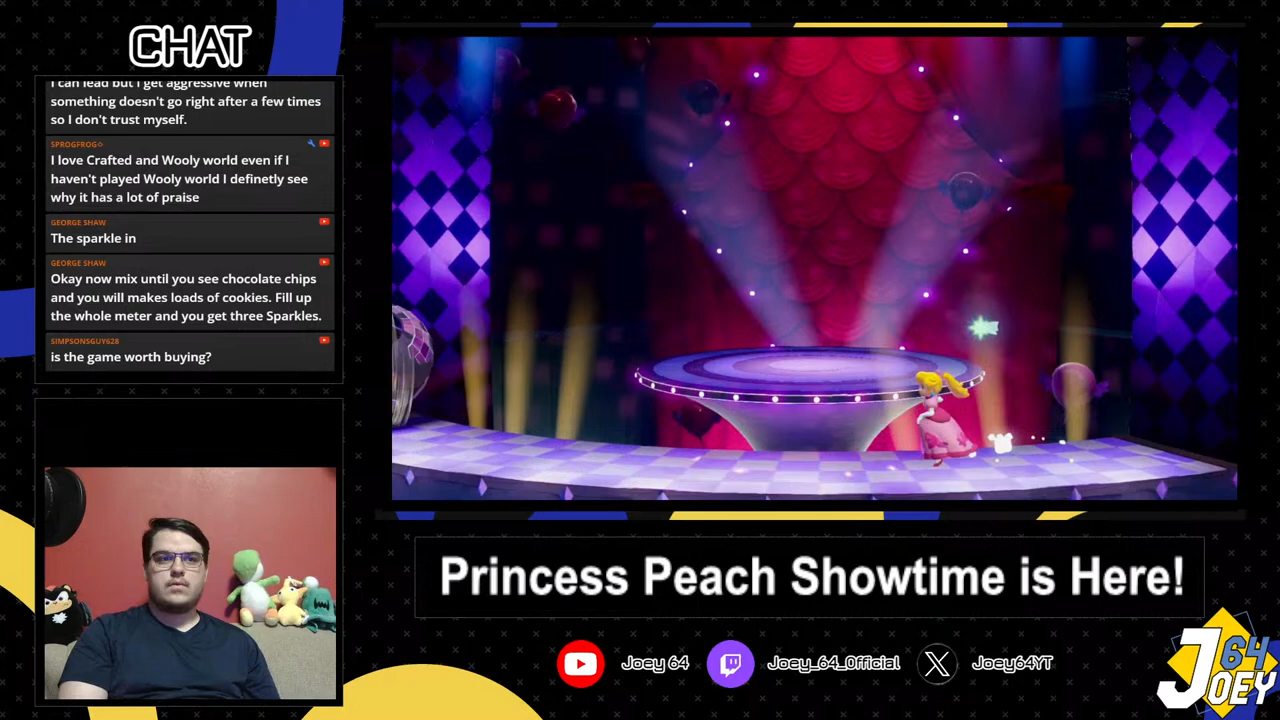 CHAT
I can lead but I get aggressive when
something doesn't go right after a few times
so I don't trust myself.
SPROGFROG
I love Crafted and Wooly world even if I
haven't played Wooly world I definetly see
why it has a lot of praise
GEORGE SHAW
The sparkle in
GEORGE SHAW
Okay now mix until you see chocolate chips
and you will makes loads of cookies. Fill up
the whole meter and you get three Sparkles.
SIMPSONSGUY628
is the game worth buying?
Princess Peach Showtime is Here!
Joey 64
Joey_64_Official
Joey64YT
J64
OEY